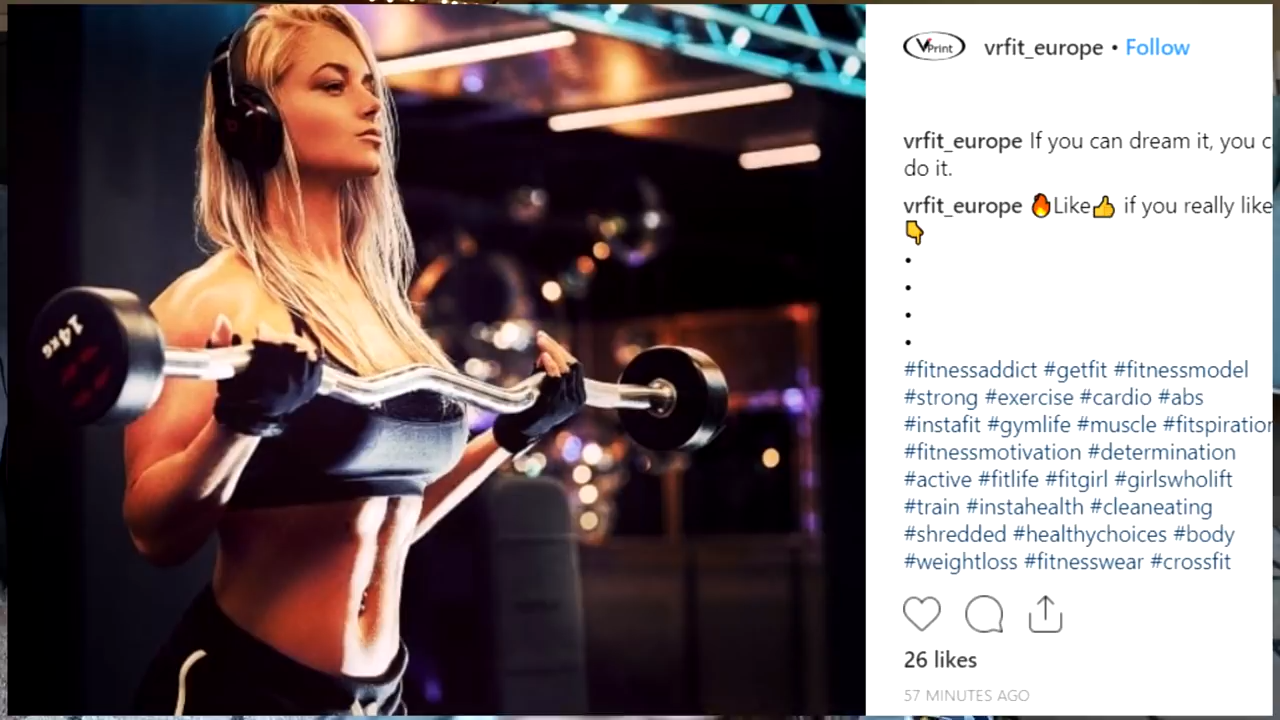 VPrint
vrfit_europe • Follow
vrfit_europe If you can dream it, you c
do it.
vrfit_europe 🔥Like👍 if you really like
👇
•
•
•
•
#fitnessaddict #getfit #fitnessmodel
#strong #exercise #cardio #abs
#instafit #gymlife #muscle #fitspiration
#fitnessmotivation #determination
#active #fitlife #fitgirl #girlswholift
#train #instahealth #cleaneating
#shredded #healthychoices #body
#weightloss #fitnesswear #crossfit
26 likes
57 MINUTES AGO
14KG